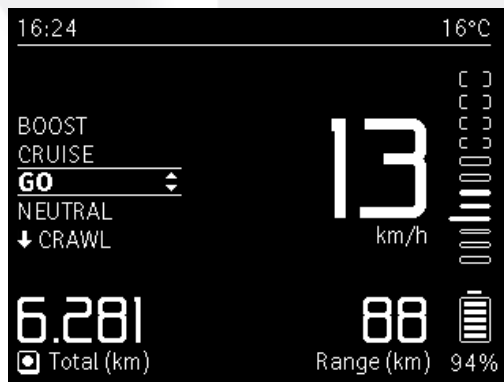 16:24 16°C
BOOST
CRUISE
GO
NEUTRAL
CRAWL
13
km/h
6.281 88
Total (km) Range (km) 94%